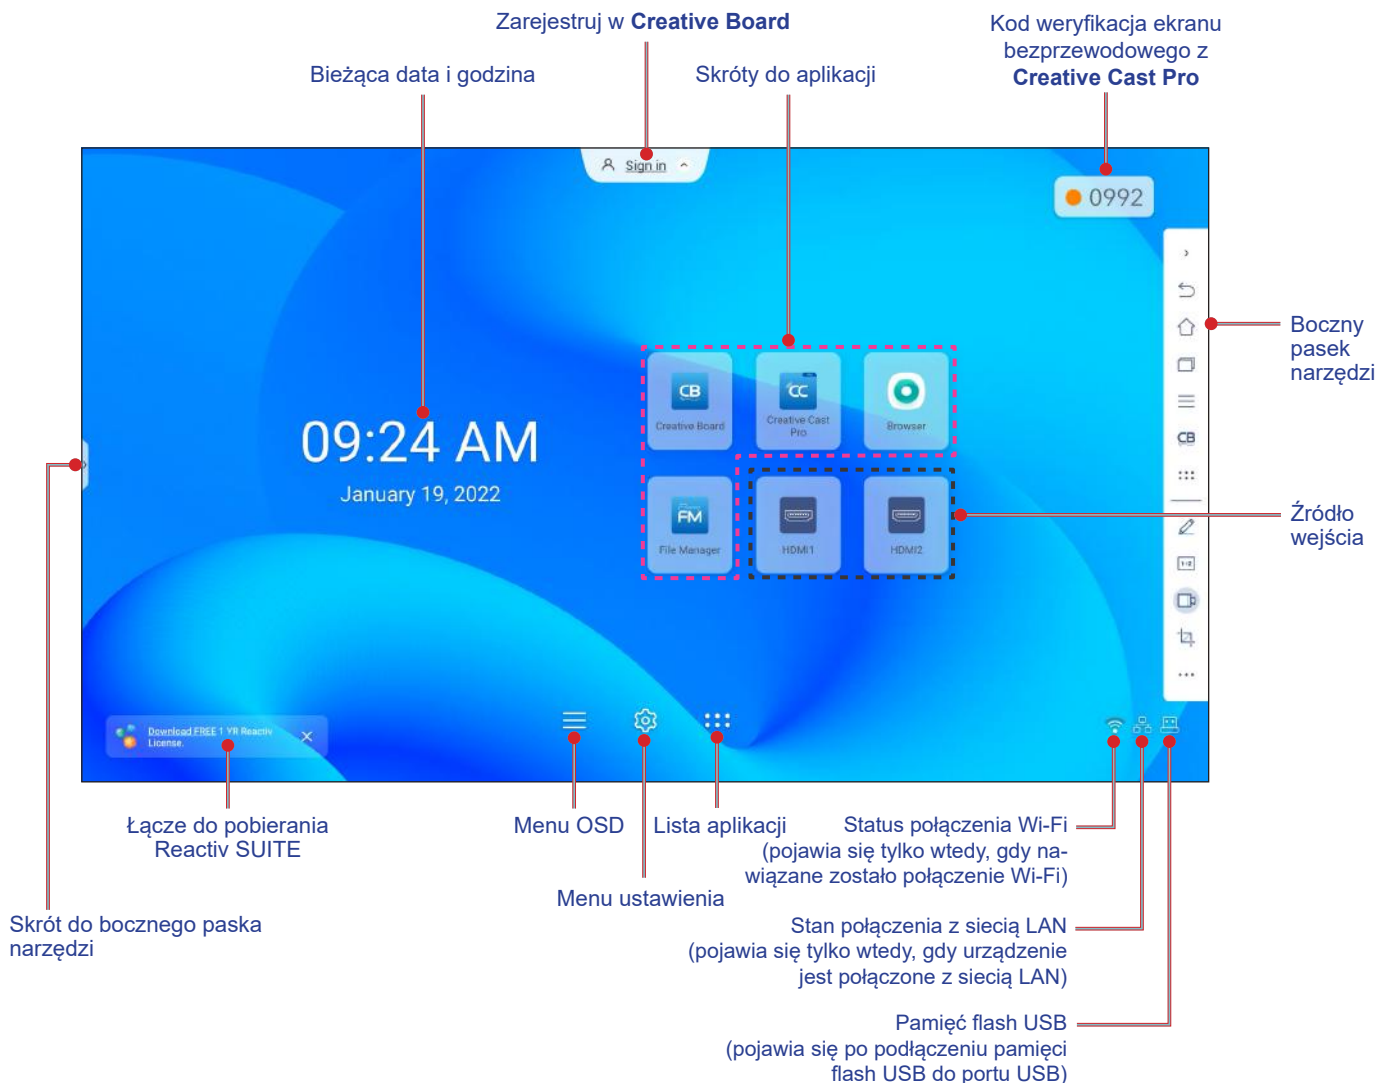 Zarejestruj w Creative Board
Kod weryfikacja ekranu
bezprzewodowego z
Creative Cast Pro
Bieżąca data i godzina
Skróty do aplikacji
Sign in
0992
Boczny
pasek
narzędzi
CB
Creative Board
CC
Creative Cast
Pro
Browser
CB
09:24 AM
January 19, 2022
FM
File Manager
HDMI1
HDMI2
Źródło
wejścia
Download FREE 1 YR Reactiv
License.
Łącze do pobierania
Reactiv SUITE
Menu OSD
Lista aplikacji
Menu ustawienia
Status połączenia Wi-Fi
(pojawia się tylko wtedy, gdy na-
wiązane zostało połączenie Wi-Fi)
Skrót do bocznego paska
narzędzi
Stan połączenia z siecią LAN
(pojawia się tylko wtedy, gdy urządzenie
jest połączone z siecią LAN)
Pamięć flash USB
(pojawia się po podłączeniu pamięci
flash USB do portu USB)